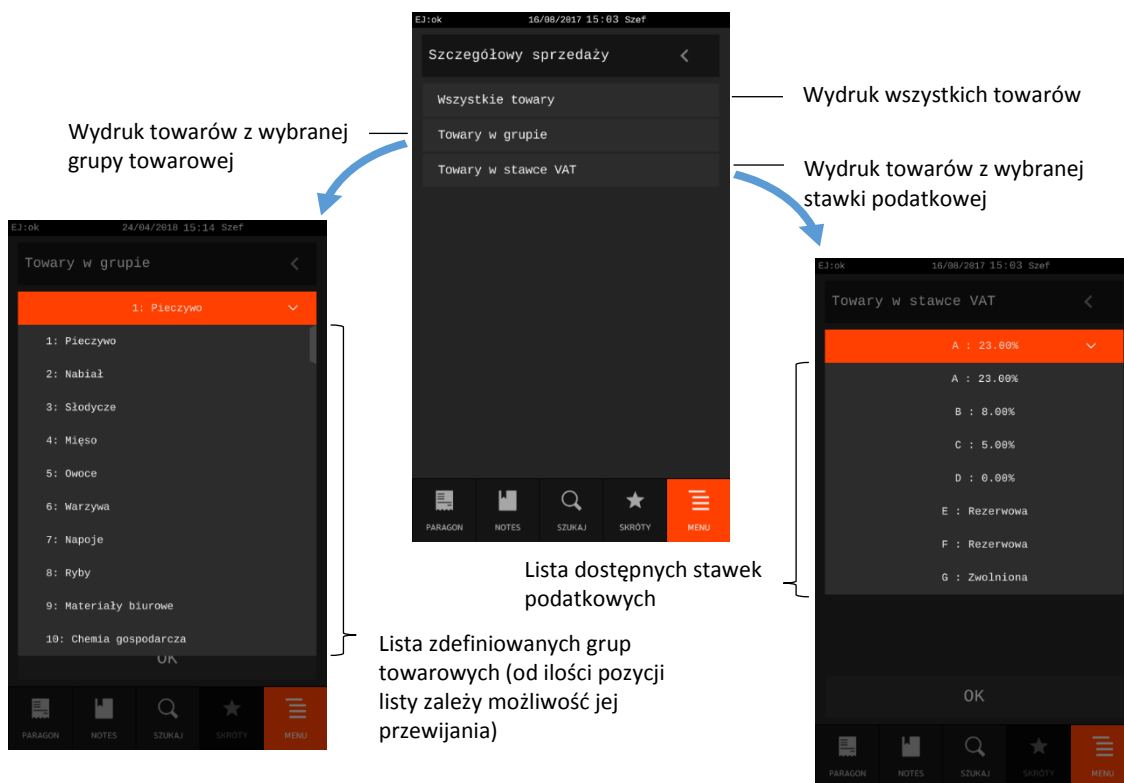 EJ:ok 16/08/2017 15:03 Szef
Szczegółowy sprzedaży
Wszystkie towary
Towary w grupie
Towary w stawce VAT
PARAGON NOTES SZUKAJ SKRÓTY MENU
Wydruk wszystkich towarów
Wydruk towarów z wybranej
grupy towarowej
Wydruk towarów z wybranej
stawki podatkowej
EJ:ok 24/04/2018 15:14 Szef
Towary w grupie
1: Pieczywo
1: Pieczywo
2: Nabiał
3: Słodycze
4: Mięso
5: Owoce
6: Warzywa
7: Napoje
8: Ryby
9: Materiały biurowe
10: Chemia gospodarcza
OK
PARAGON NOTES SZUKAJ SKRÓTY MENU
Lista zdefiniowanych grup
towarowych (od ilości pozycji
listy zależy możliwość jej
przewijania)
Lista dostępnych stawek
podatkowych
EJ:ok 16/08/2017 15:03 Szef
Towary w stawce VAT
A : 23.00%
A : 23.00%
B : 8.00%
C : 5.00%
D : 0.00%
E : Rezerwowa
F : Rezerwowa
G : Zwolniona
OK
PARAGON NOTES SZUKAJ SKRÓTY MENU